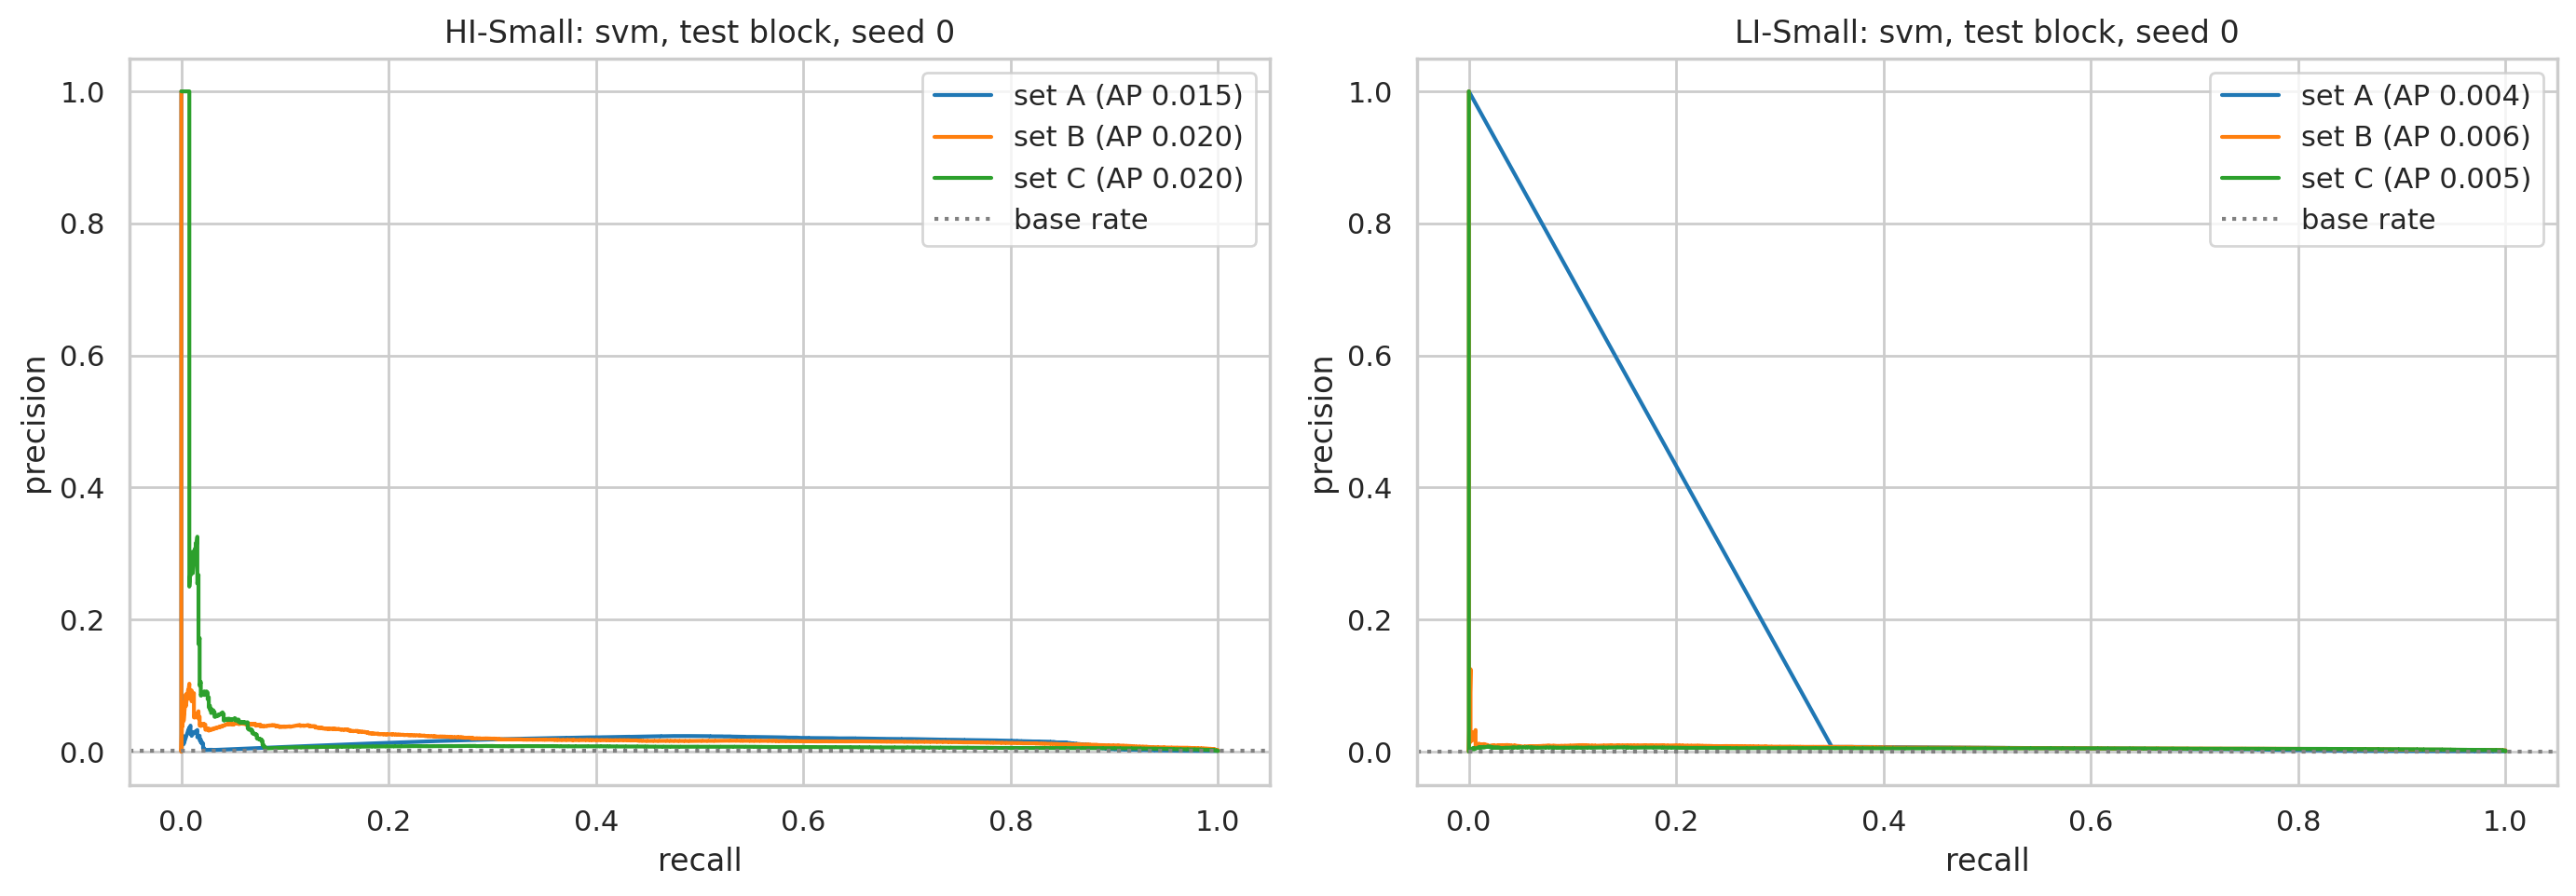 HI-Small: svm, test block, seed 0
1.0
0.8
0.6
0.4
0.2
0.0
precision
set A (AP 0.015)
set B (AP 0.020)
set C (AP 0.020)
base rate
0.0 0.2 0.4 0.6 0.8 1.0
recall
LI-Small: svm, test block, seed 0
1.0
0.8
0.6
0.4
0.2
0.0
precision
set A (AP 0.004)
set B (AP 0.006)
set C (AP 0.005)
base rate
0.0 0.2 0.4 0.6 0.8 1.0
recall